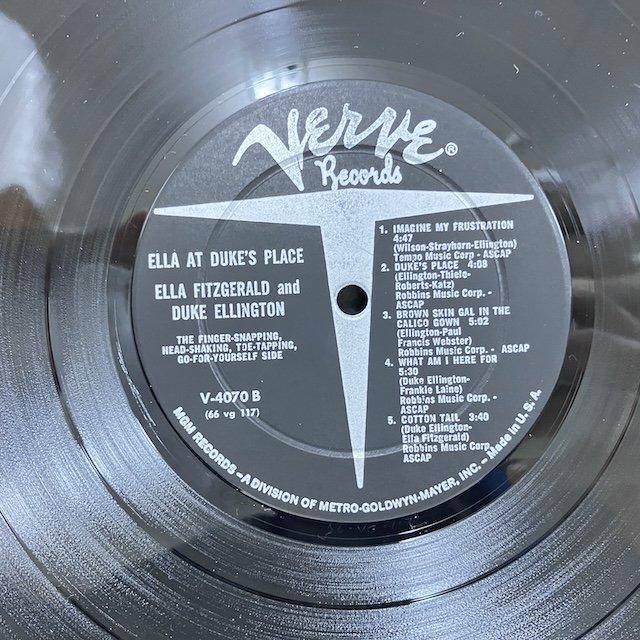 VERVE®
Records
ELLA AT DUKE'S PLACE
ELLA FITZGERALD and
DUKE ELLINGTON
THE FINGER-SNAPPING,
HEAD-SHAKING, TOE-TAPPING,
GO-FOR-YOURSELF SIDE
V-4070 B
(66 vg 117)
1. IMAGINE MY FRUSTRATION
4:47
(Wilson-Strayhorn-Ellington)
Tempo Music Corp - ASCAP
2. DUKE'S PLACE 4:08
(Ellington-Thiele-
Roberts-Katz)
Robbins Music Corp. -
ASCAP
3. BROWN SKIN GAL IN THE
CALICO GOWN 5:02
(Ellington-Paul
Francis Webster)
Robbins Music Corp. - ASCAP
4. WHAT AM I HERE FOR
5:30
(Duke Ellington-
Frankie Laine)
Robbins Music Corp. -
ASCAP
5. COTTON TAIL 3:40
(Duke Ellington-
Ella Fitzgerald)
Robbins Music Corp.
ASCAP
MGM RECORDS - A DIVISION OF METRO-GOLDWYN-MAYER, INC. - Made in U. S. A.